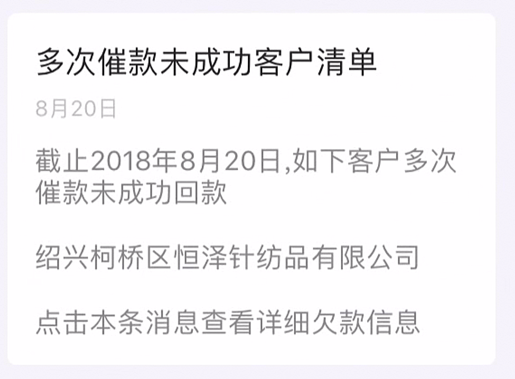 多次催款未成功客户清单
8月20日
截止2018年8月20日,如下客户多次
催款未成功回款
绍兴柯桥区恒泽针纺品有限公司
点击本条消息查看详细欠款信息